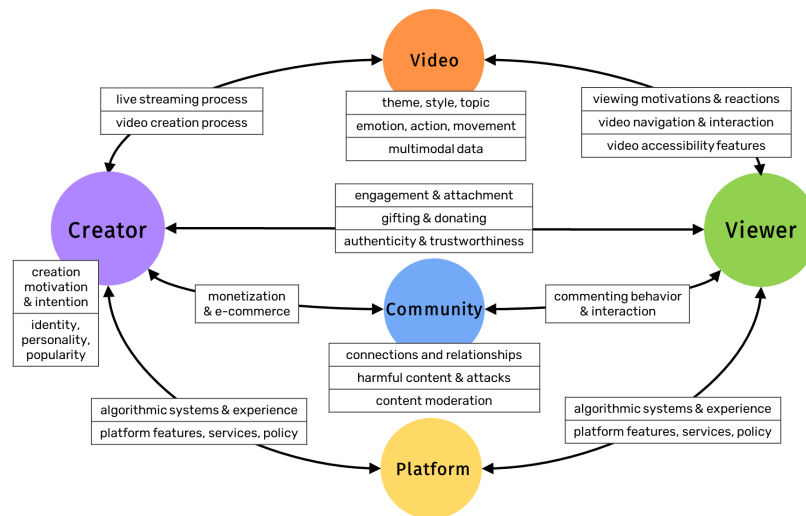 Video
live streaming process
video creation process
theme, style, topic
emotion, action, movement
multimodal data
viewing motivations & reactions
video navigation & interaction
video accessibility features
Creator
engagement & attachment
gifting & donating
authenticity & trustworthiness
Viewer
creation
motivation
& intention
identity,
personality,
popularity
monetization
& e-commerce
Community
commenting behavior
& interaction
connections and relationships
harmful content & attacks
content moderation
algorithmic systems & experience
platform features, services, policy
algorithmic systems & experience
platform features, services, policy
Platform